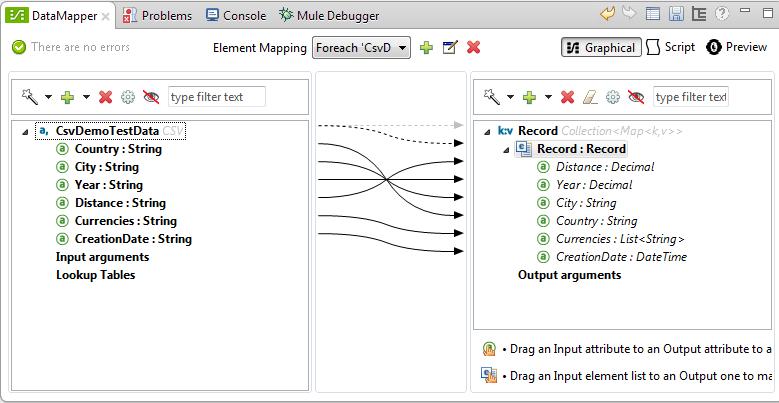 DataMapper Problems Console Mule Debugger
There are no errors Element Mapping Foreach 'CsvD Graphical Script Preview
type filter text type filter text
CsvDemoTestData CSV
Country : String
City : String
Year : String
Distance : String
Currencies : String
CreationDate : String
Input arguments
Lookup Tables
k:v Record Collection<Map<k,v>>
Record : Record
Distance : Decimal
Year : Decimal
City : String
Country : String
Currencies : List<String>
CreationDate : DateTime
Output arguments
• Drag an Input attribute to an Output attribute to a
• Drag an Input element list to an Output one to ma